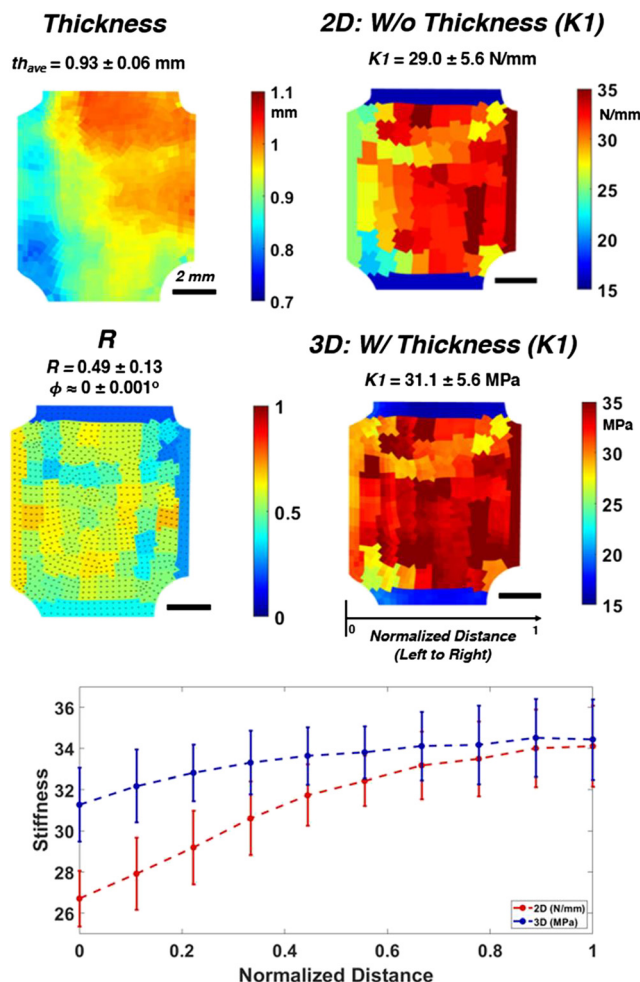 Thickness
th_ave = 0.93 ± 0.06 mm
1.1
mm
1
0.9
0.8
0.7
2 mm
2D: W/o Thickness (K1)
K1 = 29.0 ± 5.6 N/mm
35
N/mm
30
25
20
15
R
R = 0.49 ± 0.13
ϕ ≈ 0 ± 0.001°
1
0.5
0
3D: W/ Thickness (K1)
K1 = 31.1 ± 5.6 MPa
35
MPa
30
25
20
15
0
1
Normalized Distance
(Left to Right)
Stiffness
36
34
32
30
28
26
0
0.2
0.4
0.6
0.8
1
Normalized Distance
2D (N/mm)
3D (MPa)